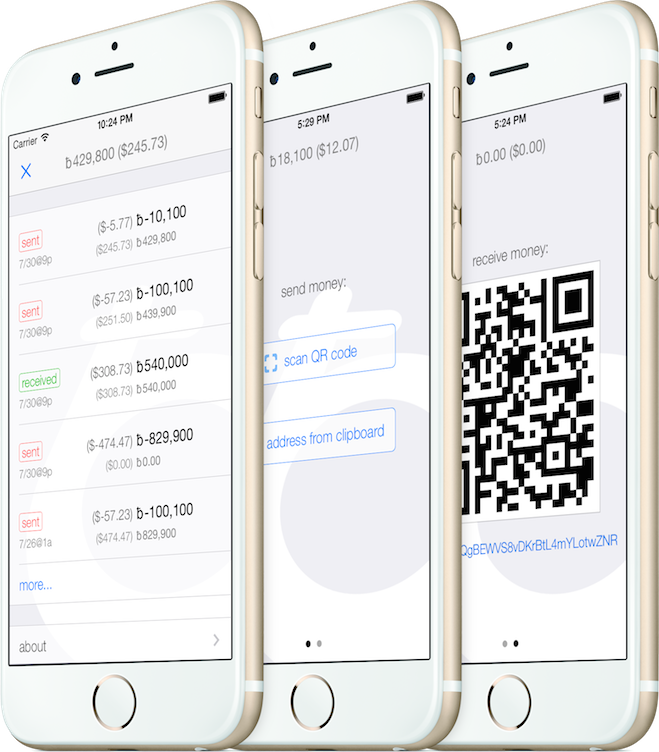 Carrier
10:24 PM
ƀ429,800 ($245.73)
sent
($-5.77) ƀ-10,100
7/30@9p
($245.73) ƀ429,800
sent
($-57.23) ƀ-100,100
7/30@9p
($251.50) ƀ439,900
received
($308.73) ƀ540,000
7/30@9p
($308.73) ƀ540,000
sent
($-474.47) ƀ-829,900
7/30@9p
($0.00) ƀ0.00
sent
($-57.23) ƀ-100,100
7/26@1a
($474.47) ƀ829,900
more...
about
5:29 PM
ƀ18,100 ($12.07)
send money:
scan QR code
address from clipboard
5:24 PM
ƀ0.00 ($0.00)
receive money:
QgBEWVS8vDKrBtL4mYLotwZNR